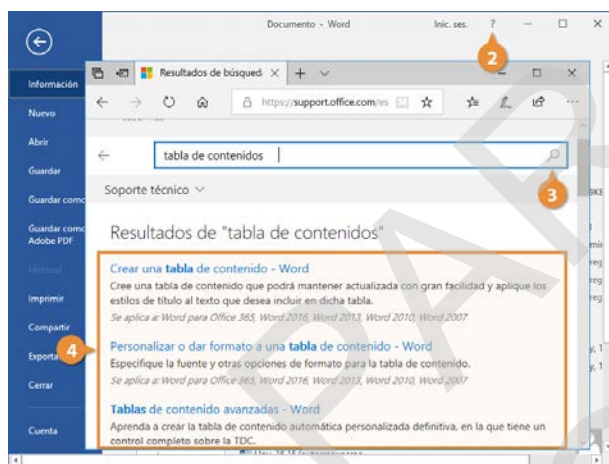 Documento - Word
Inic. ses.
?
2
Resultados de búsqued
https://support.office.com/es
Información
Nuevo
Abrir
Guardar
Guardar como
Guardar como
Adobe PDF
Historial
Imprimir
Compartir
Exporta
Cerrar
Cuenta
tabla de contenidos
3
Soporte técnico
Resultados de "tabla de contenidos"
4
Crear una tabla de contenido - Word
Cree una tabla de contenido que podrá mantener actualizada con gran facilidad y aplique los
estilos de título al texto que desea incluir en dicha tabla.
Se aplica a: Word para Office 365, Word 2016, Word 2013, Word 2010, Word 2007
Personalizar o dar formato a una tabla de contenido - Word
Especifique la fuente y otras opciones de formato para la tabla de contenido.
Se aplica a: Word para Office 365, Word 2016, Word 2013, Word 2010, Word 2007
Tablas de contenido avanzadas - Word
Aprenda a crear la tabla de contenido automática personalizada definitiva, en la que tiene un
control completo sobre la TDC.